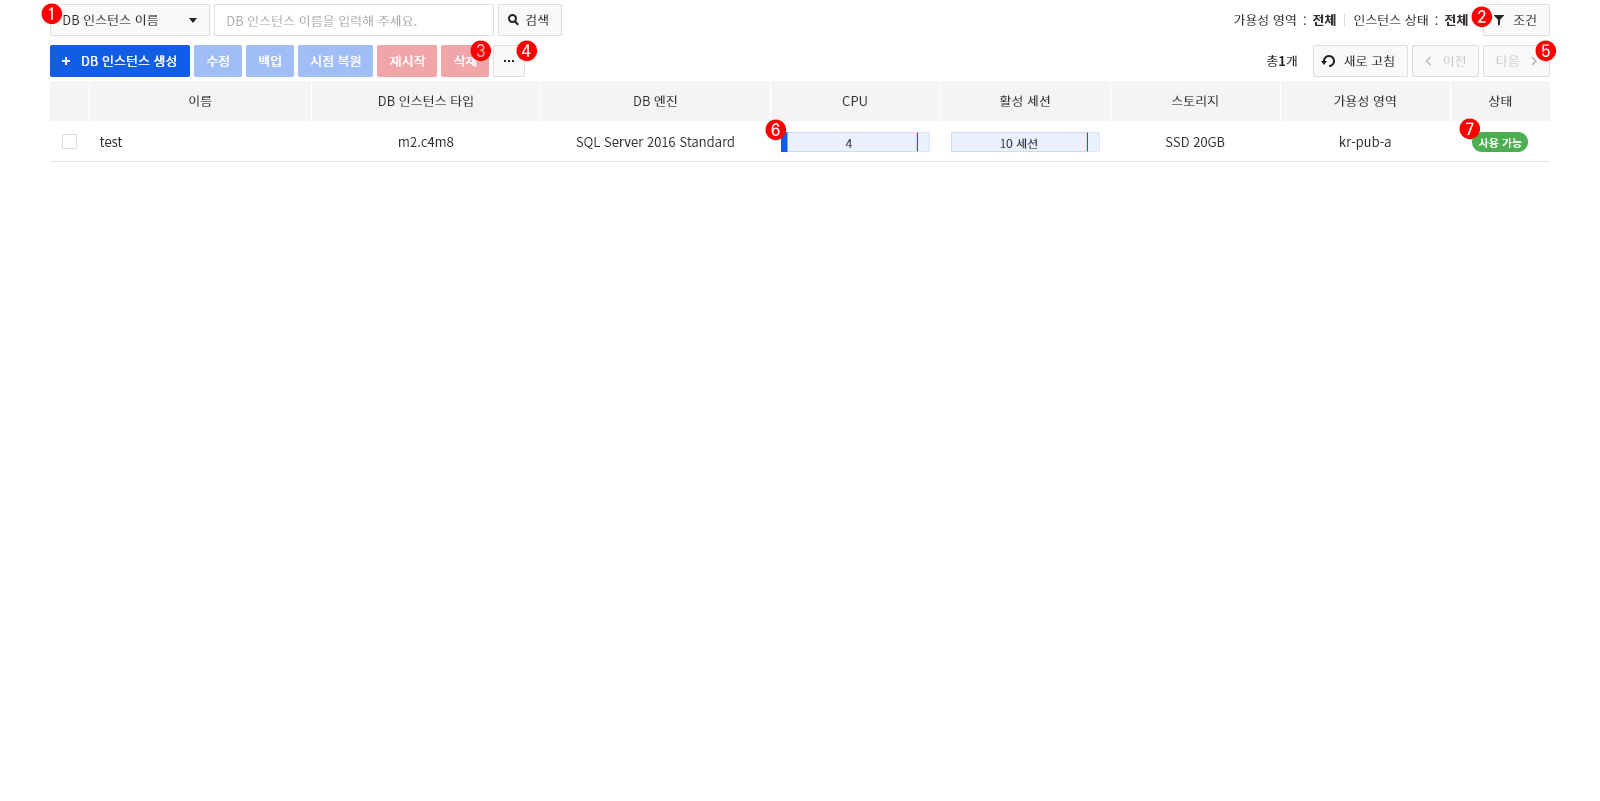 1 DB 인스턴스 이름 DB 인스턴스 이름을 입력해 주세요. 검색 가용성 영역 : 전체 인스턴스 상태 : 전체 2 조건
+ DB 인스턴스 생성 수정 백업 시점 복원 재시작 삭제 3 ... 4 총1개 새로 고침 이전 다음 5
이름 DB 인스턴스 타입 DB 엔진 CPU 활성 세션 스토리지 가용성 영역 상태
test m2.c4m8 SQL Server 2016 Standard 6 4 10 세션 SSD 20GB kr-pub-a 7 사용 가능